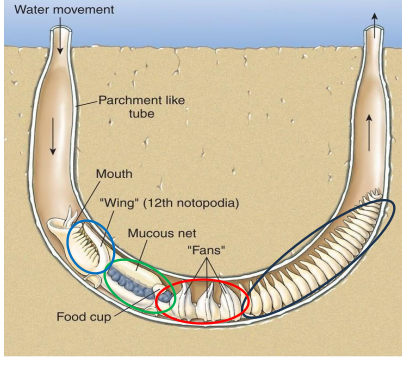 Water movement
Parchment like
tube
Mouth
"Wing" (12th notopodia)
Mucous net
"Fans"
Food cup